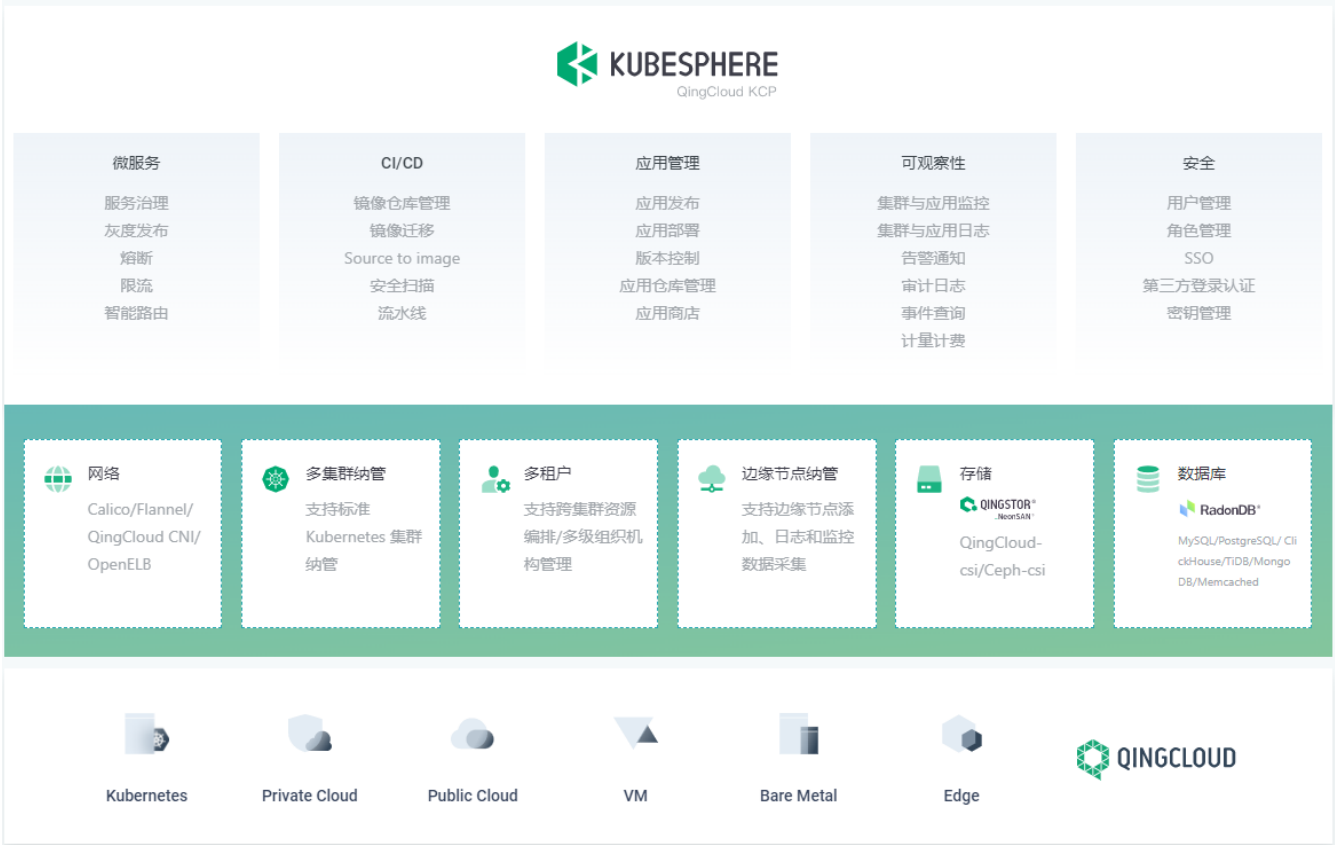 KUBESPHERE
QingCloud KCP
微服务
服务治理
灰度发布
熔断
限流
智能路由
CI/CD
镜像仓库管理
镜像迁移
Source to image
安全扫描
流水线
应用管理
应用发布
应用部署
版本控制
应用仓库管理
应用商店
可观察性
集群与应用监控
集群与应用日志
告警通知
审计日志
事件查询
计量计费
安全
用户管理
角色管理
SSO
第三方登录认证
密钥管理
网络
Calico/Flannel/
QingCloud CNI/
OpenELB
多集群纳管
支持标准
Kubernetes 集群
纳管
多租户
支持跨集群资源
编排/多级组织机
构管理
边缘节点纳管
支持边缘节点添
加、日志和监控
数据采集
存储
QINGSTOR®
NeonSAN®
QingCloud-
csi/Ceph-csi
数据库
RadonDB®
MySQL/PostgreSQL/ Cli
ckHouse/TiDB/Mongo
DB/Memcached
Kubernetes
Private Cloud
Public Cloud
VM
Bare Metal
Edge
QINGCLOUD